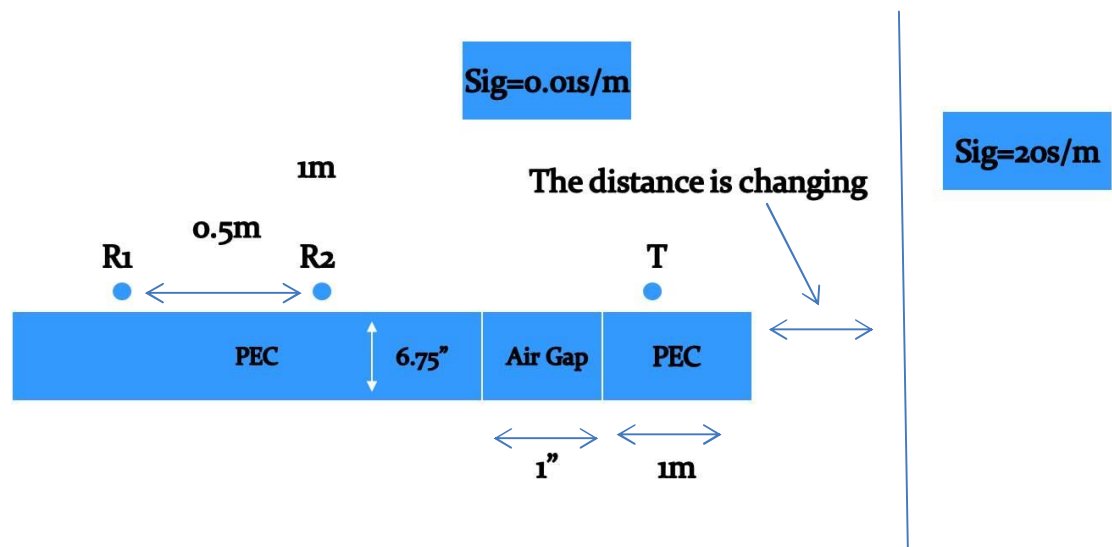 Sig=0.01s/m
Sig=20s/m
1m
The distance is changing
0.5m
R1
R2
T
PEC
6.75”
Air Gap
PEC
1”
1m